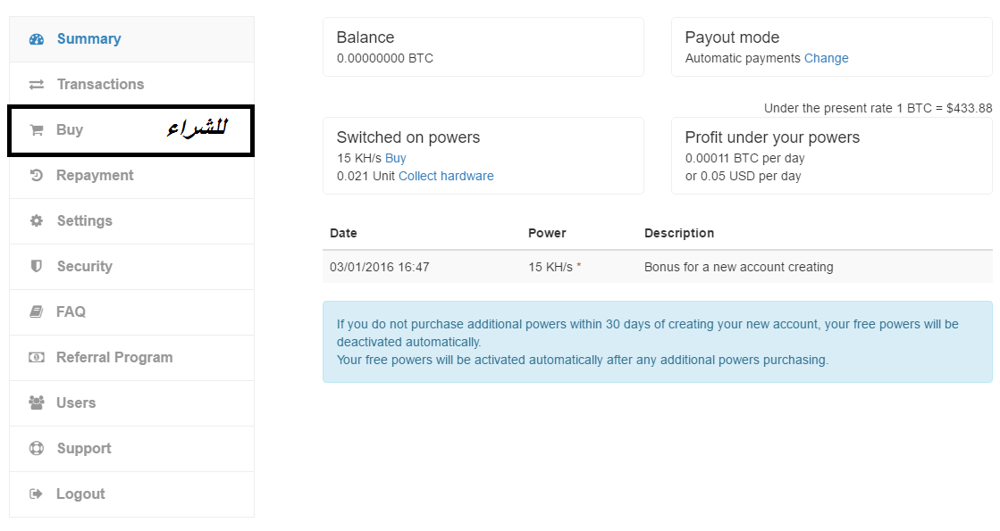 Summary
Transactions
Buy للشراء
Repayment
Settings
Security
FAQ
Referral Program
Users
Support
Logout
Balance
0.00000000 BTC
Payout mode
Automatic payments Change
Under the present rate 1 BTC = $433.88
Switched on powers
15 KH/s Buy
0.021 Unit Collect hardware
Profit under your powers
0.00011 BTC per day
or 0.05 USD per day
Date Power Description
03/01/2016 16:47 15 KH/s * Bonus for a new account creating
If you do not purchase additional powers within 30 days of creating your new account, your free powers will be
deactivated automatically.
Your free powers will be activated automatically after any additional powers purchasing.